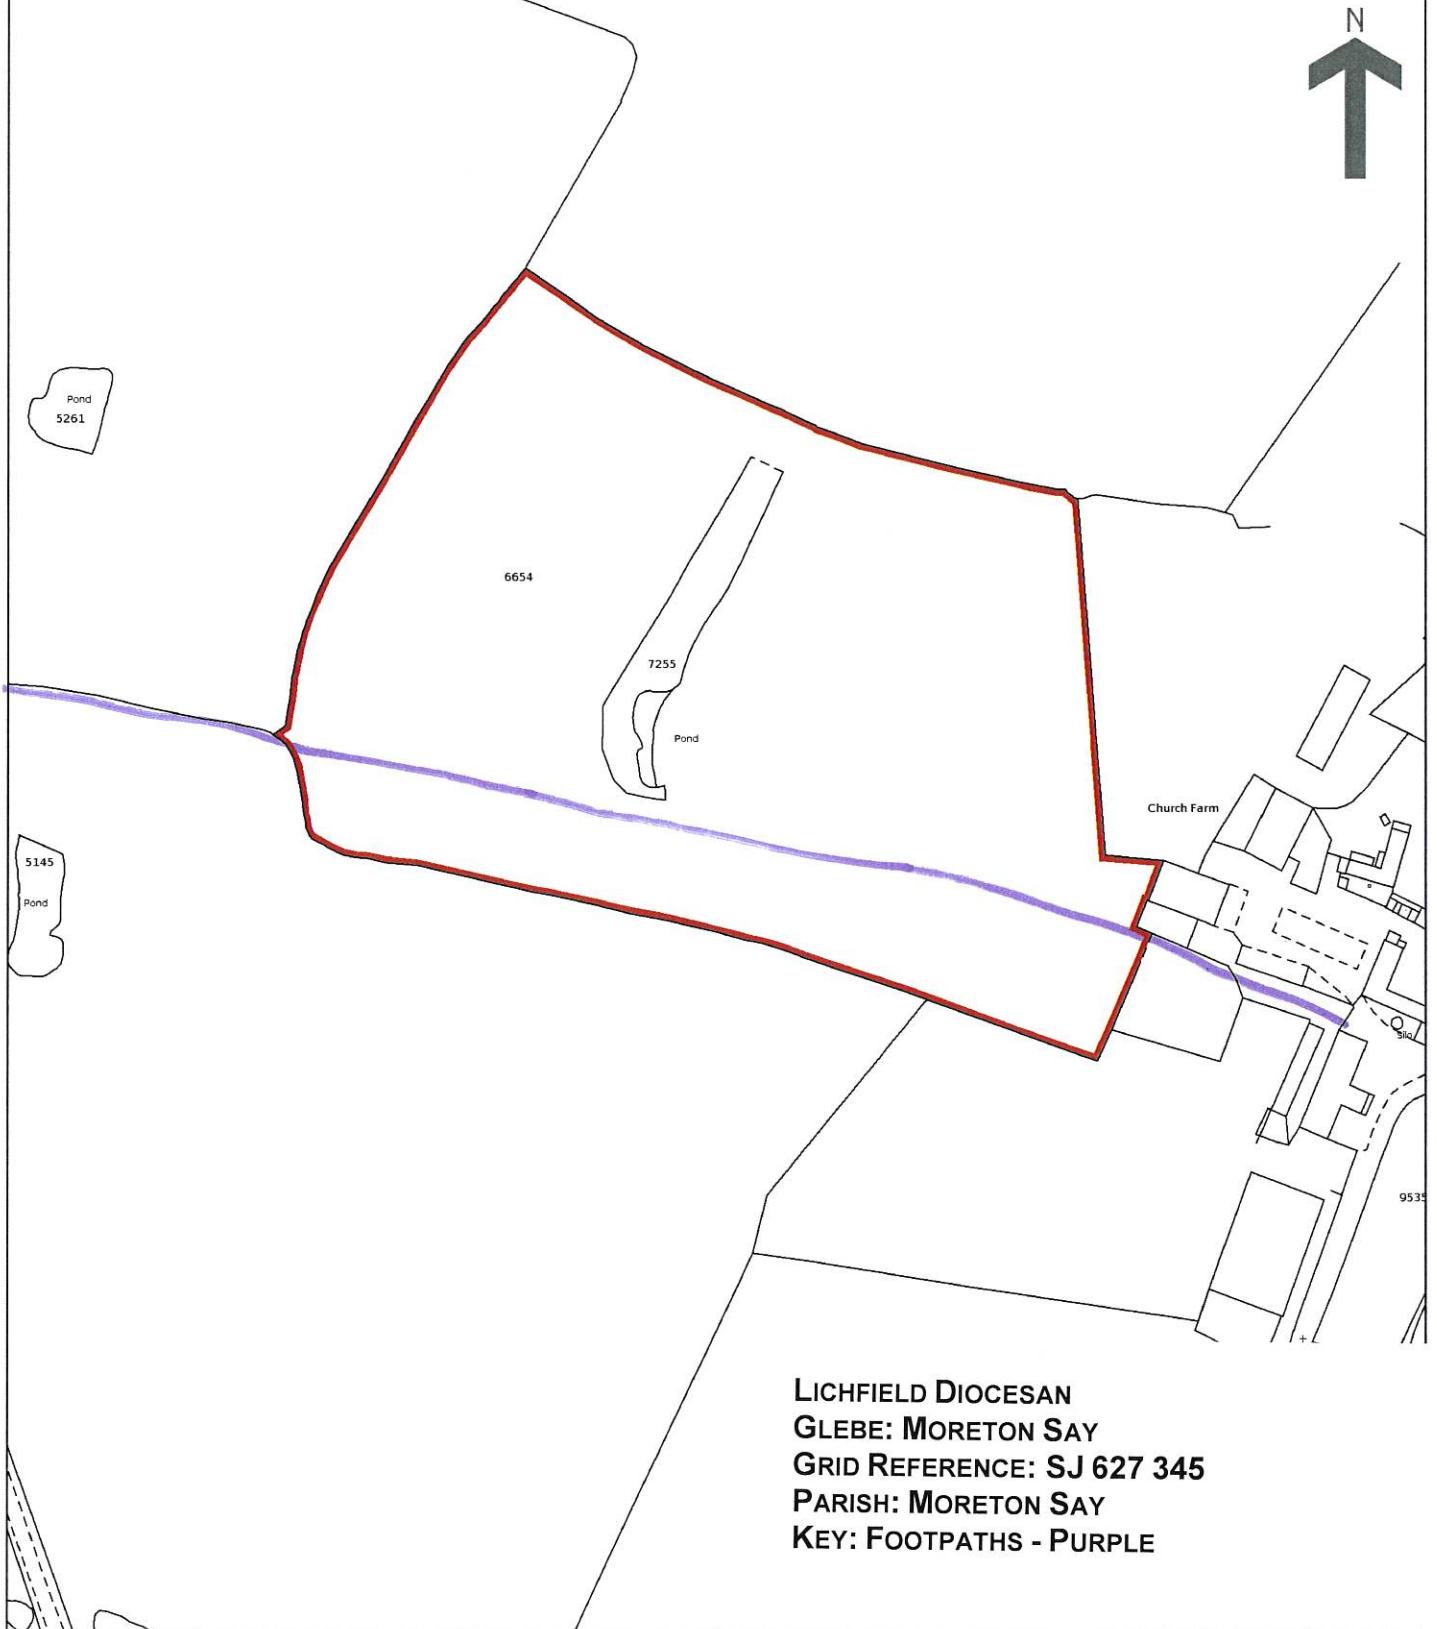 N
Pond
5261
6654
7255
Pond
Church Farm
5145
Pond
Silo
9535
LICHFIELD DIOCESAN
GLEBE: MORETON SAY
GRID REFERENCE: SJ 627 345
PARISH: MORETON SAY
KEY: FOOTPATHS - PURPLE